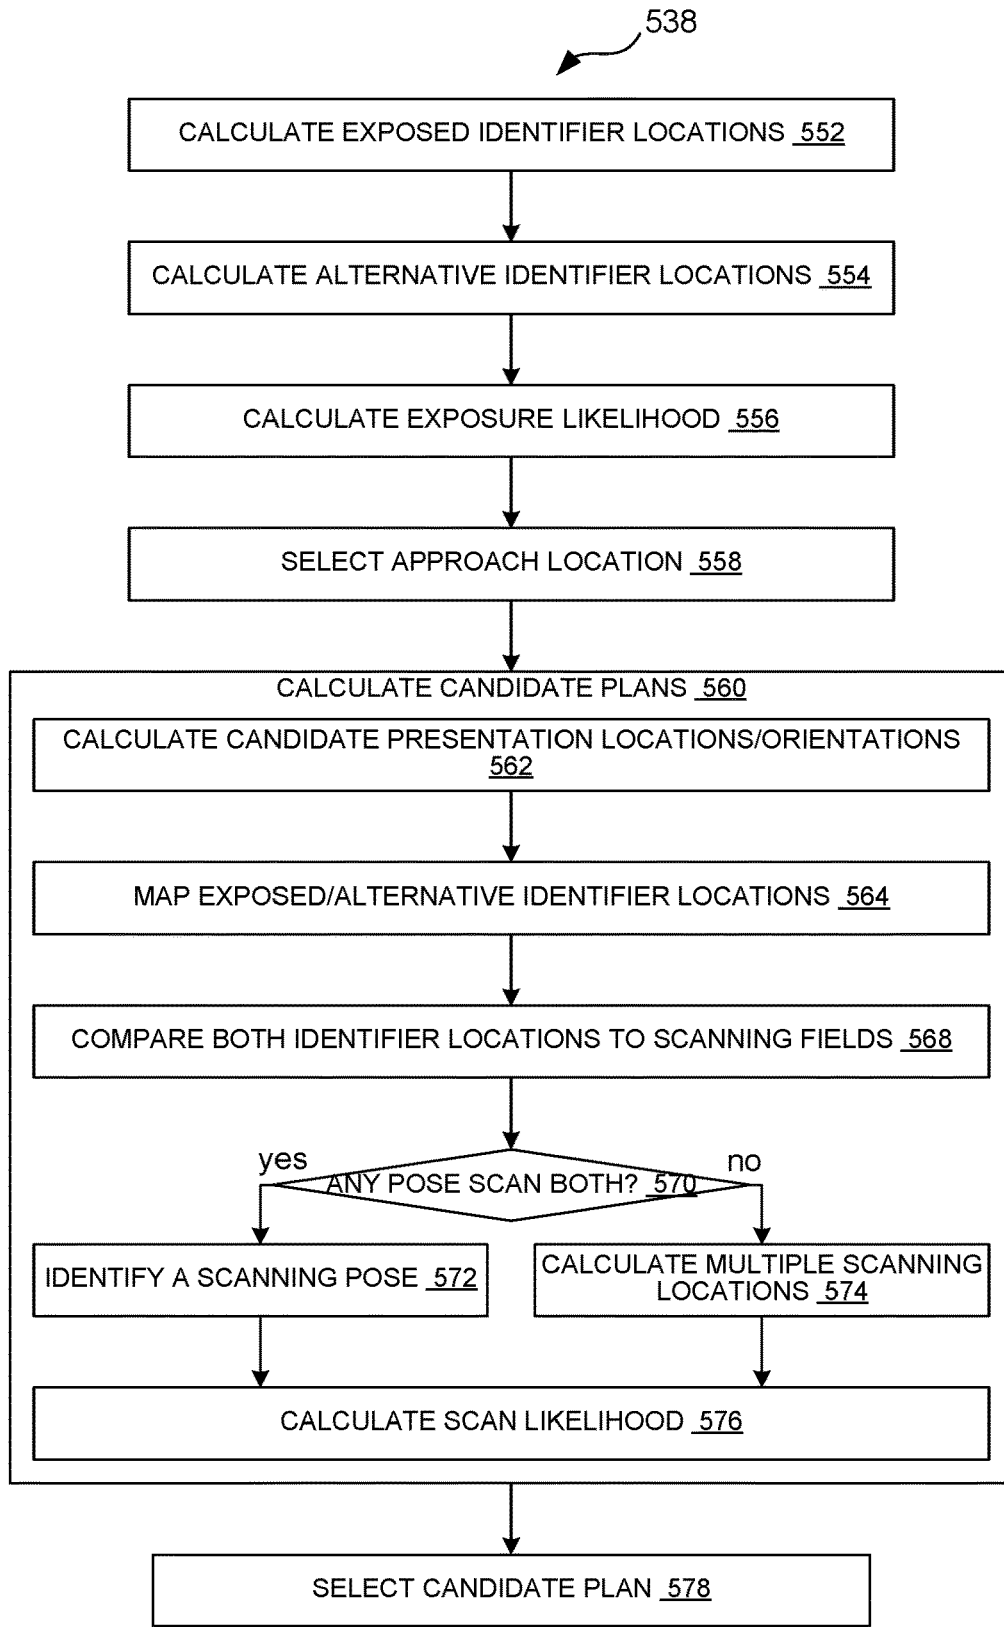 538
CALCULATE EXPOSED IDENTIFIER LOCATIONS 552
CALCULATE ALTERNATIVE IDENTIFIER LOCATIONS 554
CALCULATE EXPOSURE LIKELIHOOD 556
SELECT APPROACH LOCATION 558
CALCULATE CANDIDATE PLANS 560
CALCULATE CANDIDATE PRESENTATION LOCATIONS/ORIENTATIONS
562
MAP EXPOSED/ALTERNATIVE IDENTIFIER LOCATIONS 564
COMPARE BOTH IDENTIFIER LOCATIONS TO SCANNING FIELDS 568
yes
no
ANY POSE SCAN BOTH? 570
IDENTIFY A SCANNING POSE 572
CALCULATE MULTIPLE SCANNING
LOCATIONS 574
CALCULATE SCAN LIKELIHOOD 576
SELECT CANDIDATE PLAN 578